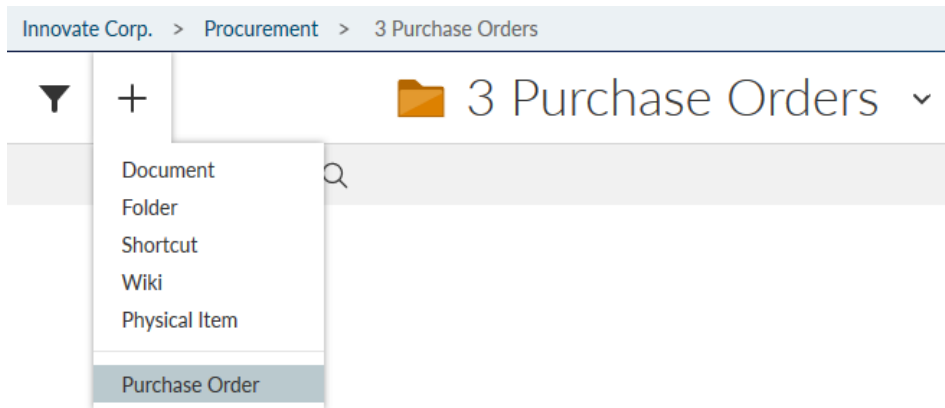 Innovate Corp. > Procurement > 3 Purchase Orders
3 Purchase Orders
Document
Folder
Shortcut
Wiki
Physical Item
Purchase Order